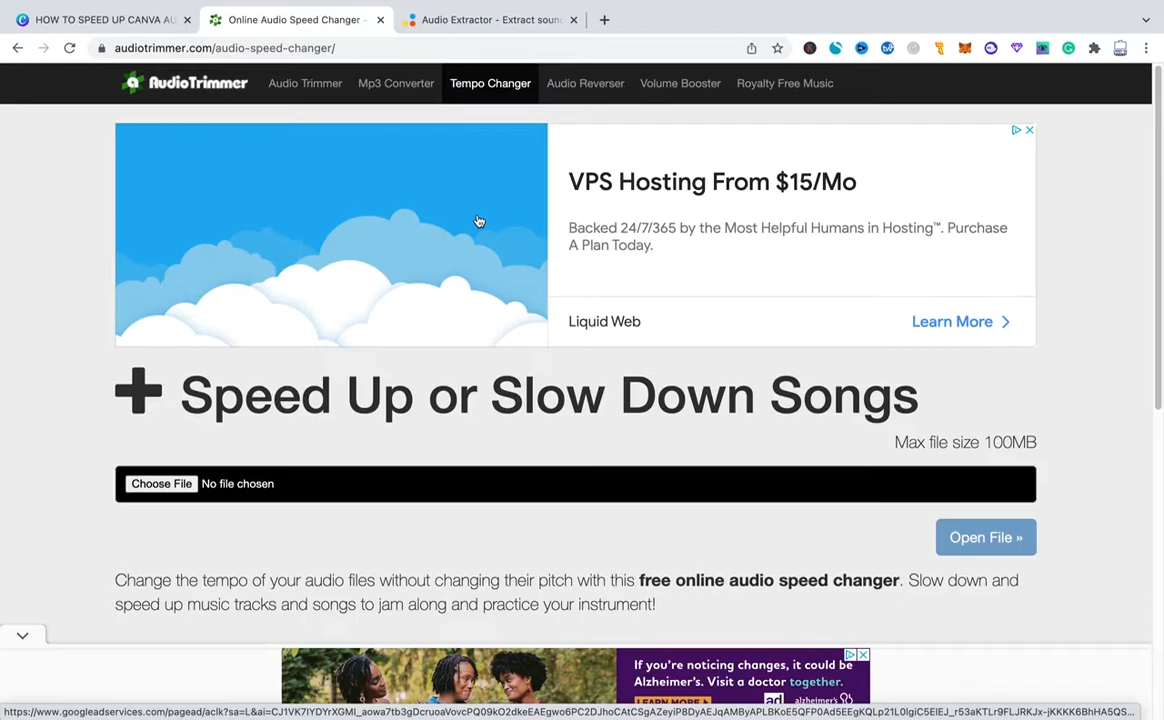 HOW TO SPEED UP CANVA AU
Online Audio Speed Changer -
Audio Extractor - Extract soun
audiotrimmer.com/audio-speed-changer/
AudioTrimmer
Audio Trimmer
Mp3 Converter
Tempo Changer
Audio Reverser
Volume Booster
Royalty Free Music
VPS Hosting From $15/Mo
Backed 24/7/365 by the Most Helpful Humans in Hosting™. Purchase
A Plan Today.
Liquid Web
Learn More
Speed Up or Slow Down Songs
Max file size 100MB
Choose File No file chosen
Open File »
Change the tempo of your audio files without changing their pitch with this free online audio speed changer. Slow down and
speed up music tracks and songs to jam along and practice your instrument!
If you're noticing changes, it could be
Alzheimer's. Visit a doctor together.
LEARN MORE
ad
alzheimer's